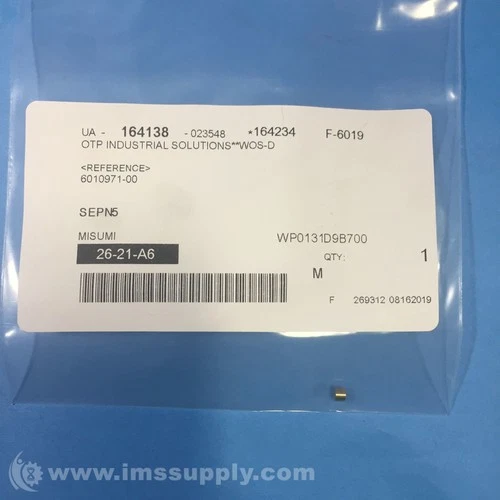 UA - 164138 - 023548 *164234 F-6019
OTP INDUSTRIAL SOLUTIONS**WOS-D
<REFERENCE>
6010971-00
SEPN5
MISUMI WP0131D9B700
26-21-A6 QTY: 1
M
F 269312 08162019
www.imssupply.com